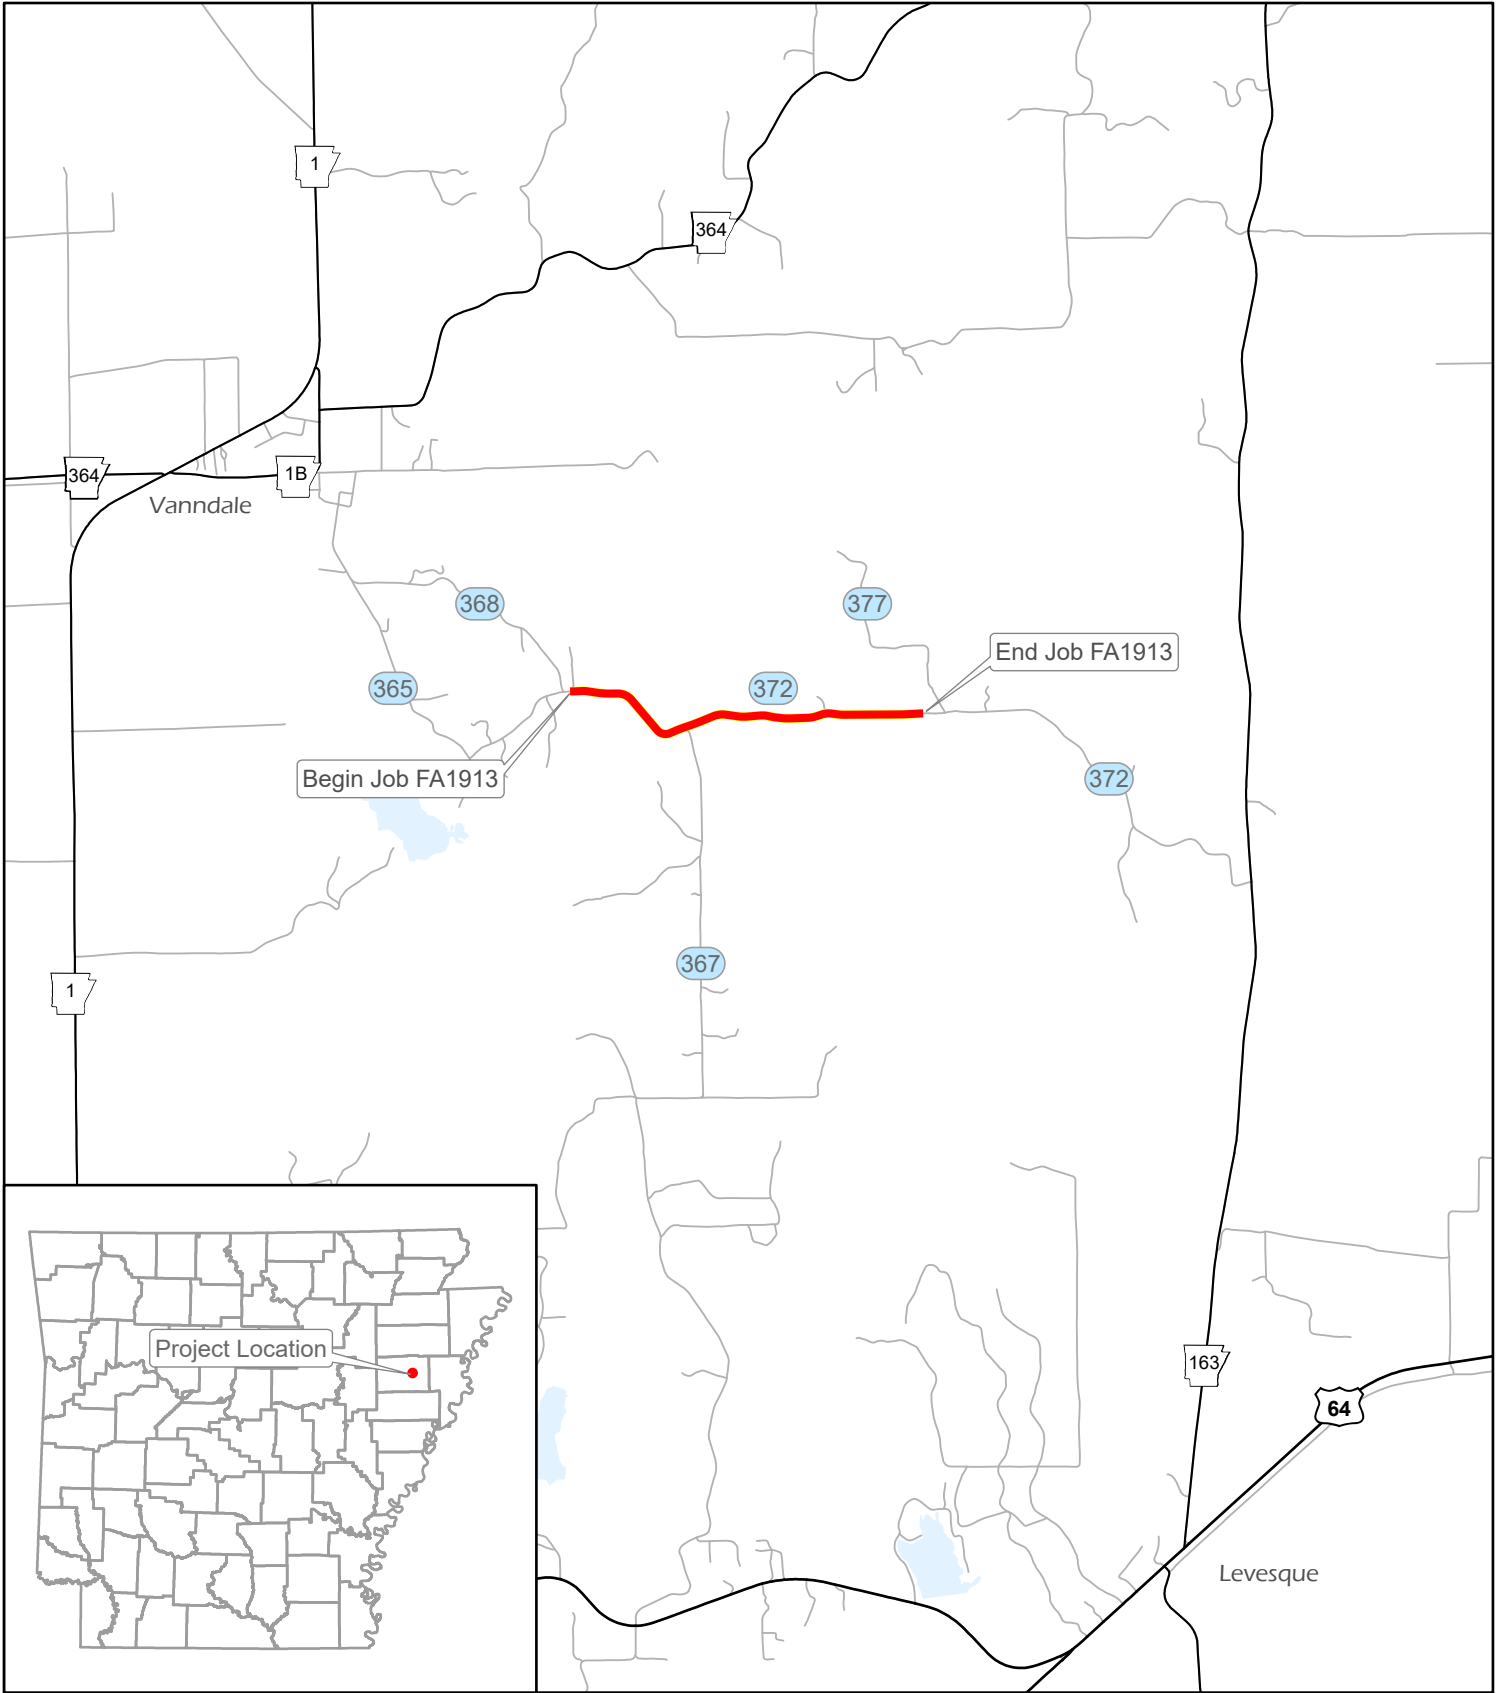 1
364
364
1B
Vanndale
368
377
End Job FA1913
365
372
Begin Job FA1913
372
367
1
Project Location
163
64
Levesque